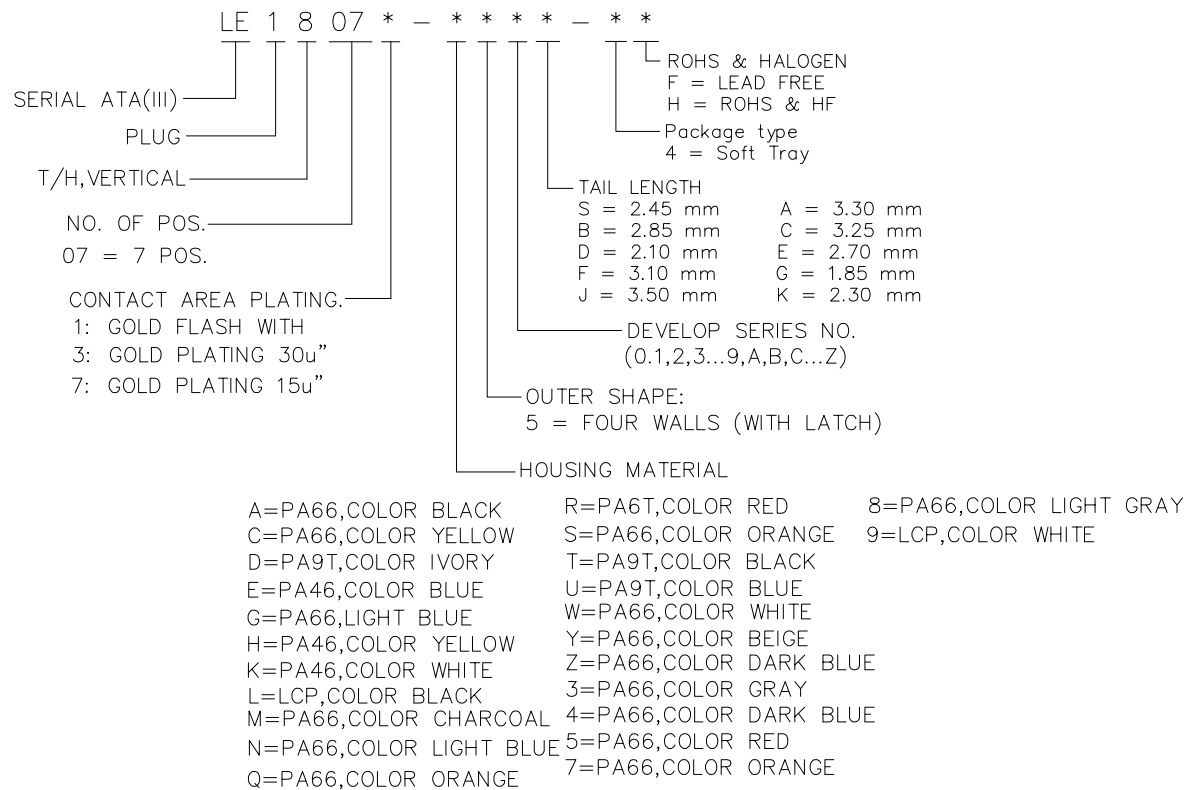 LE 1 8 07 * - * * * * - * *
ROHS & HALOGEN
F = LEAD FREE
H = ROHS & HF
SERIAL ATA(III)
Package type
4 = Soft Tray
PLUG
T/H,VERTICAL
TAIL LENGTH
S = 2.45 mm A = 3.30 mm
B = 2.85 mm C = 3.25 mm
D = 2.10 mm E = 2.70 mm
F = 3.10 mm G = 1.85 mm
J = 3.50 mm K = 2.30 mm
NO. OF POS.
07 = 7 POS.
CONTACT AREA PLATING.
1: GOLD FLASH WITH
3: GOLD PLATING 30u"
7: GOLD PLATING 15u"
DEVELOP SERIES NO.
(0.1,2,3...9,A,B,C...Z)
OUTER SHAPE:
5 = FOUR WALLS (WITH LATCH)
HOUSING MATERIAL
A=PA66,COLOR BLACK
C=PA66,COLOR YELLOW
D=PA9T,COLOR IVORY
E=PA46,COLOR BLUE
G=PA66,LIGHT BLUE
H=PA46,COLOR YELLOW
K=PA46,COLOR WHITE
L=LCP,COLOR BLACK
M=PA66,COLOR CHARCOAL
N=PA66,COLOR LIGHT BLUE
Q=PA66,COLOR ORANGE
R=PA6T,COLOR RED
S=PA66,COLOR ORANGE
T=PA9T,COLOR BLACK
U=PA9T,COLOR BLUE
W=PA66,COLOR WHITE
Y=PA66,COLOR BEIGE
Z=PA66,COLOR DARK BLUE
3=PA66,COLOR GRAY
4=PA66,COLOR DARK BLUE
5=PA66,COLOR RED
7=PA66,COLOR ORANGE
8=PA66,COLOR LIGHT GRAY
9=LCP,COLOR WHITE